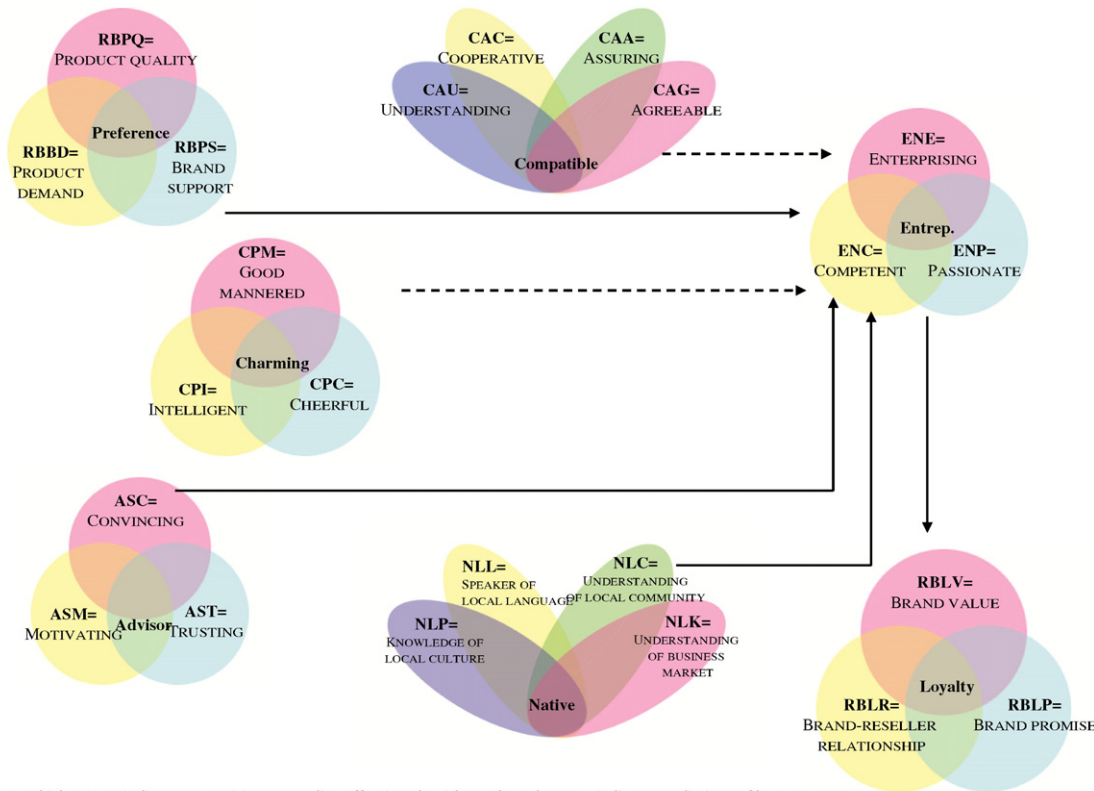 RBPQ=
PRODUCT QUALITY
Preference
RBBD=
PRODUCT
DEMAND
RBPS=
BRAND
SUPPORT
CAC=
COOPERATIVE
CAA=
ASSURING
CAU=
UNDERSTANDING
CAG=
AGREEABLE
Compatible
ENE=
ENTERPRISING
Entrep.
ENC=
COMPETENT
ENP=
PASSIONATE
CPM=
GOOD
MANNERED
Charming
CPI=
INTELLIGENT
CPC=
CHEERFUL
ASC=
CONVINCING
ASM=
MOTIVATING
Advisor
AST=
TRUSTING
NLL=
SPEAKER OF
LOCAL LANGUAGE
NLC=
UNDERSTANDING
OF LOCAL COMMUNITY
NLP=
KNOWLEDGE OF
LOCAL CULTURE
NLK=
UNDERSTANDING
OF BUSINESS
MARKET
Native
RBLV=
BRAND VALUE
Loyalty
RBLR=
BRAND-RESELLER
RELATIONSHIP
RBLP=
BRAND PROMISE